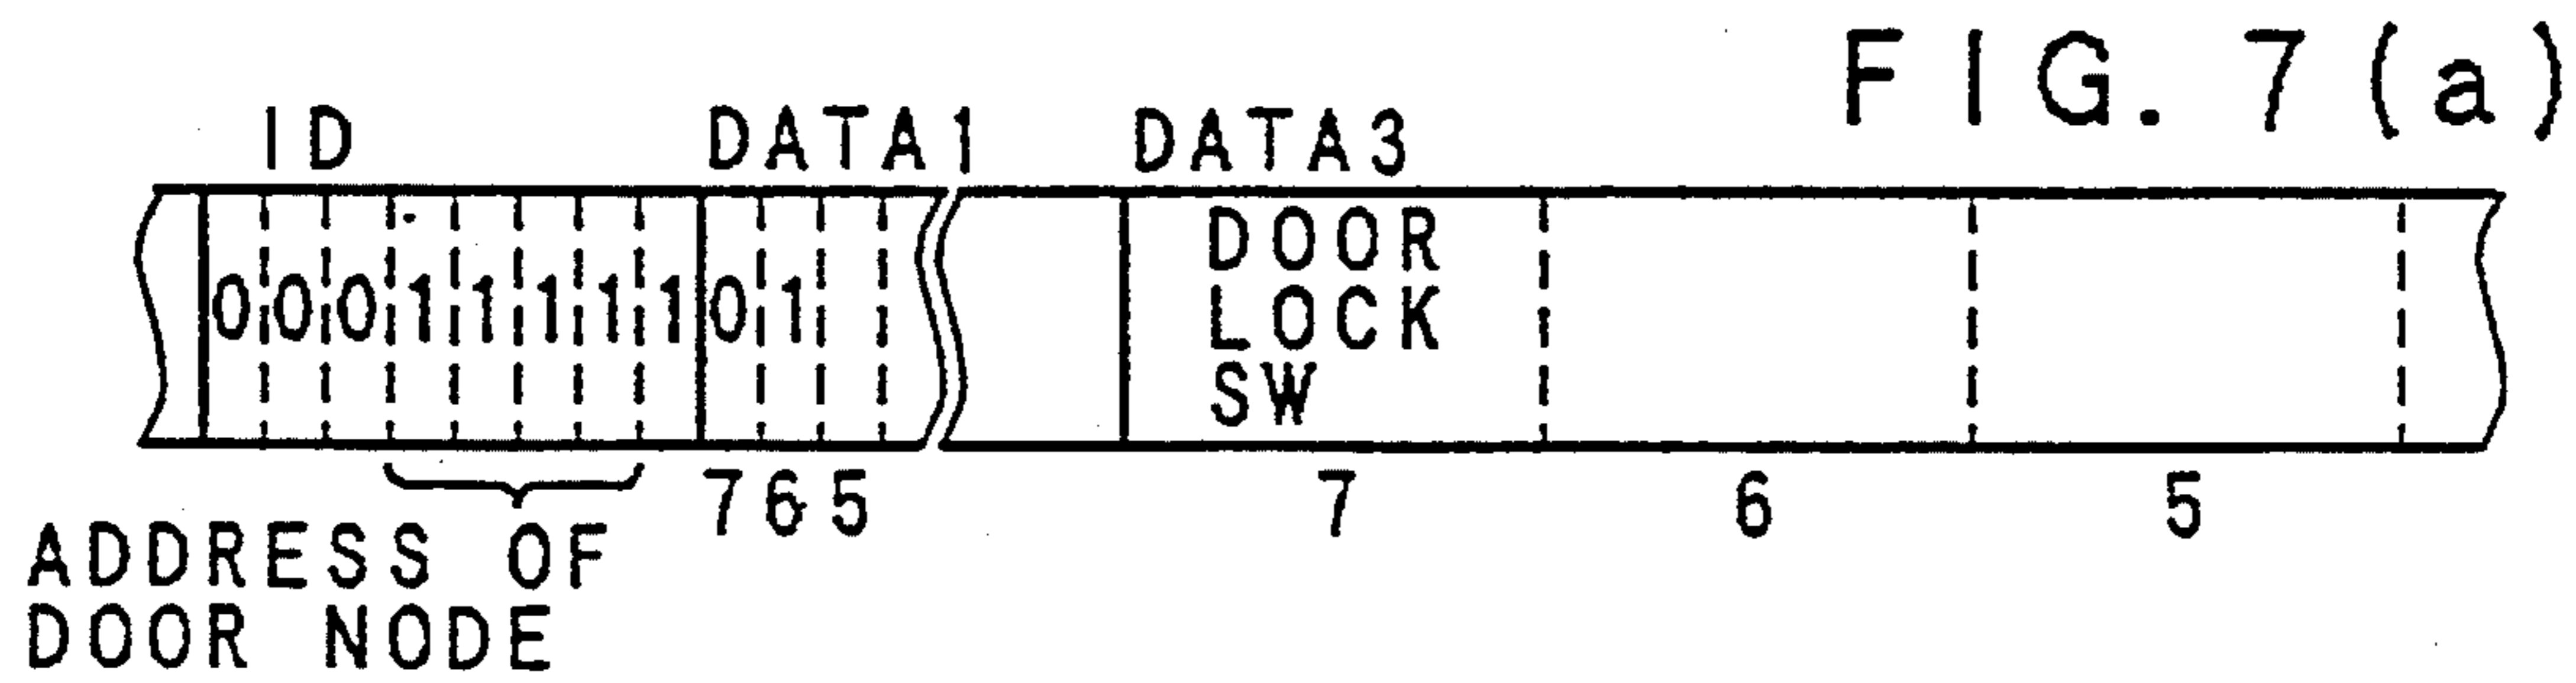 FIG. 7 (a)
ID DATA1 DATA3
0 0 0 1 1 1 1 1 0 1
DOOR
LOCK
SW
7 6 5 7 6 5
ADDRESS OF
DOOR NODE